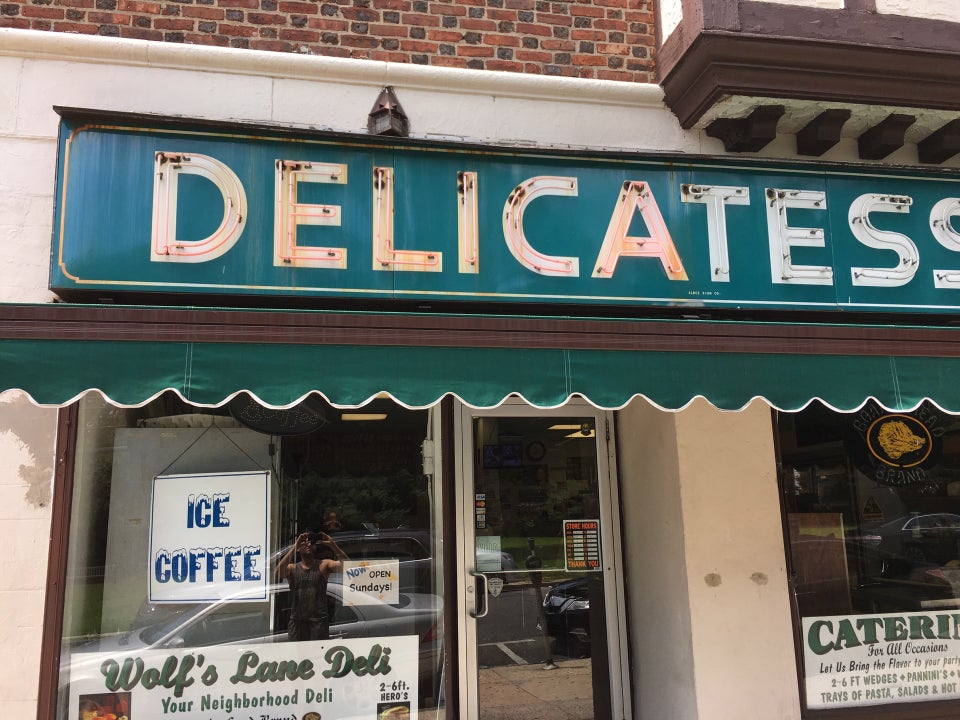 DELICATESS
ICE
COFFEE
NOW OPEN
Sundays!
STORE HOURS
THANK YOU
BRAND
Wolf's Lane Deli
Your Neighborhood Deli
2-6ft.
HERO'S
CATERIN
For All Occasions
Let Us Bring the Flavor to your party
2-6 FT WEDGES • PANNINI'S •
TRAYS OF PASTA, SALADS & HOT